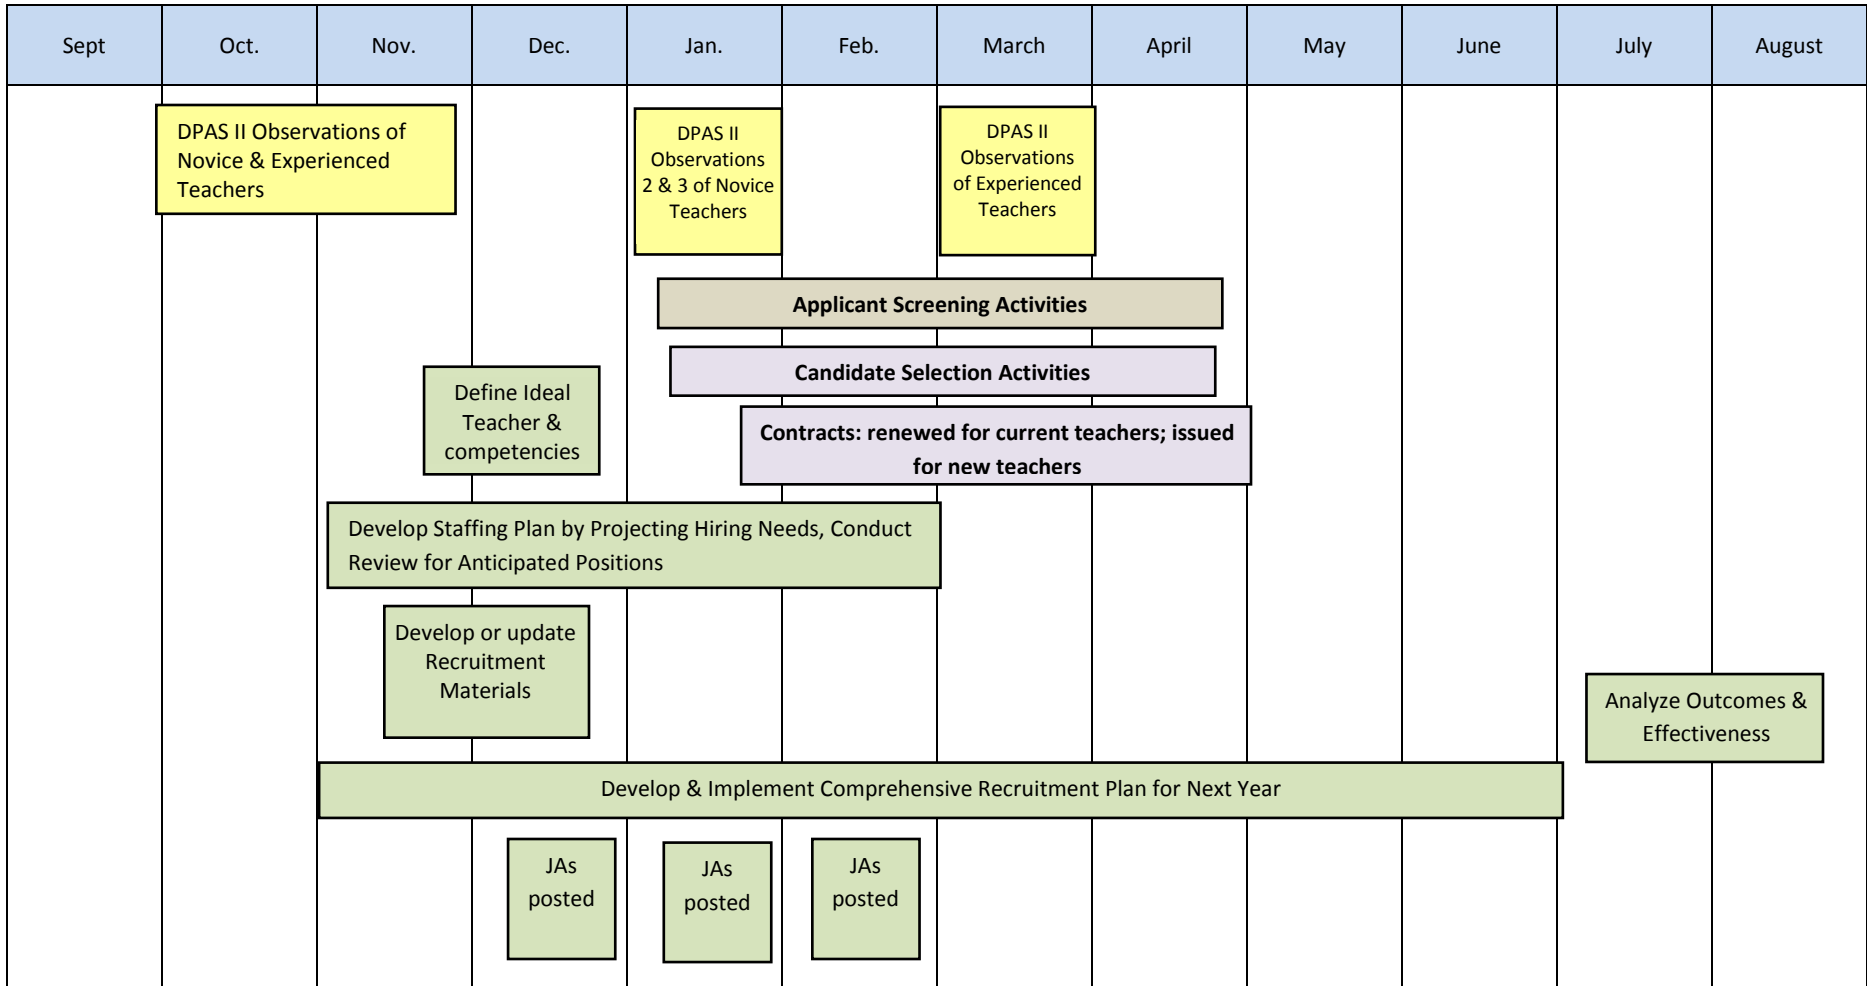 Sept
Oct.
Nov.
Dec.
Jan.
Feb.
March
April
May
June
July
August
DPAS II Observations of
Novice & Experienced
Teachers
DPAS II
Observations
2 & 3 of Novice
Teachers
DPAS II
Observations
of Experienced
Teachers
Applicant Screening Activities
Candidate Selection Activities
Define Ideal
Teacher &
competencies
Contracts: renewed for current teachers; issued
for new teachers
Develop Staffing Plan by Projecting Hiring Needs, Conduct
Review for Anticipated Positions
Develop or update
Recruitment
Materials
Analyze Outcomes &
Effectiveness
Develop & Implement Comprehensive Recruitment Plan for Next Year
JAs
posted
JAs
posted
JAs
posted